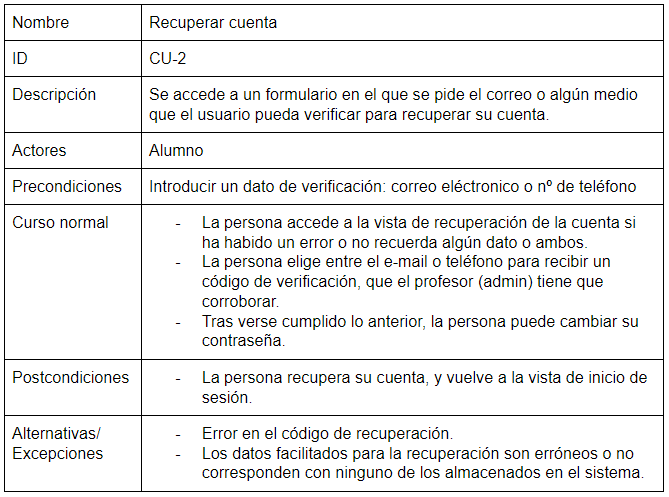 Nombre Recuperar cuenta
ID CU-2
Descripción Se accede a un formulario en el que se pide el correo o algún medio
que el usuario pueda verificar para recuperar su cuenta.
Actores Alumno
Precondiciones Introducir un dato de verificación: correo eléctronico o nº de teléfono
Curso normal - La persona accede a la vista de recuperación de la cuenta si
ha habido un error o no recuerda algún dato o ambos.
- La persona elige entre el e-mail o teléfono para recibir un
código de verificación, que el profesor (admin) tiene que
corroborar.
- Tras verse cumplido lo anterior, la persona puede cambiar su
contraseña.
Postcondiciones - La persona recupera su cuenta, y vuelve a la vista de inicio de
sesión.
Alternativas/ - Error en el código de recuperación.
Excepciones - Los datos facilitados para la recuperación son erróneos o no
corresponden con ninguno de los almacenados en el sistema.